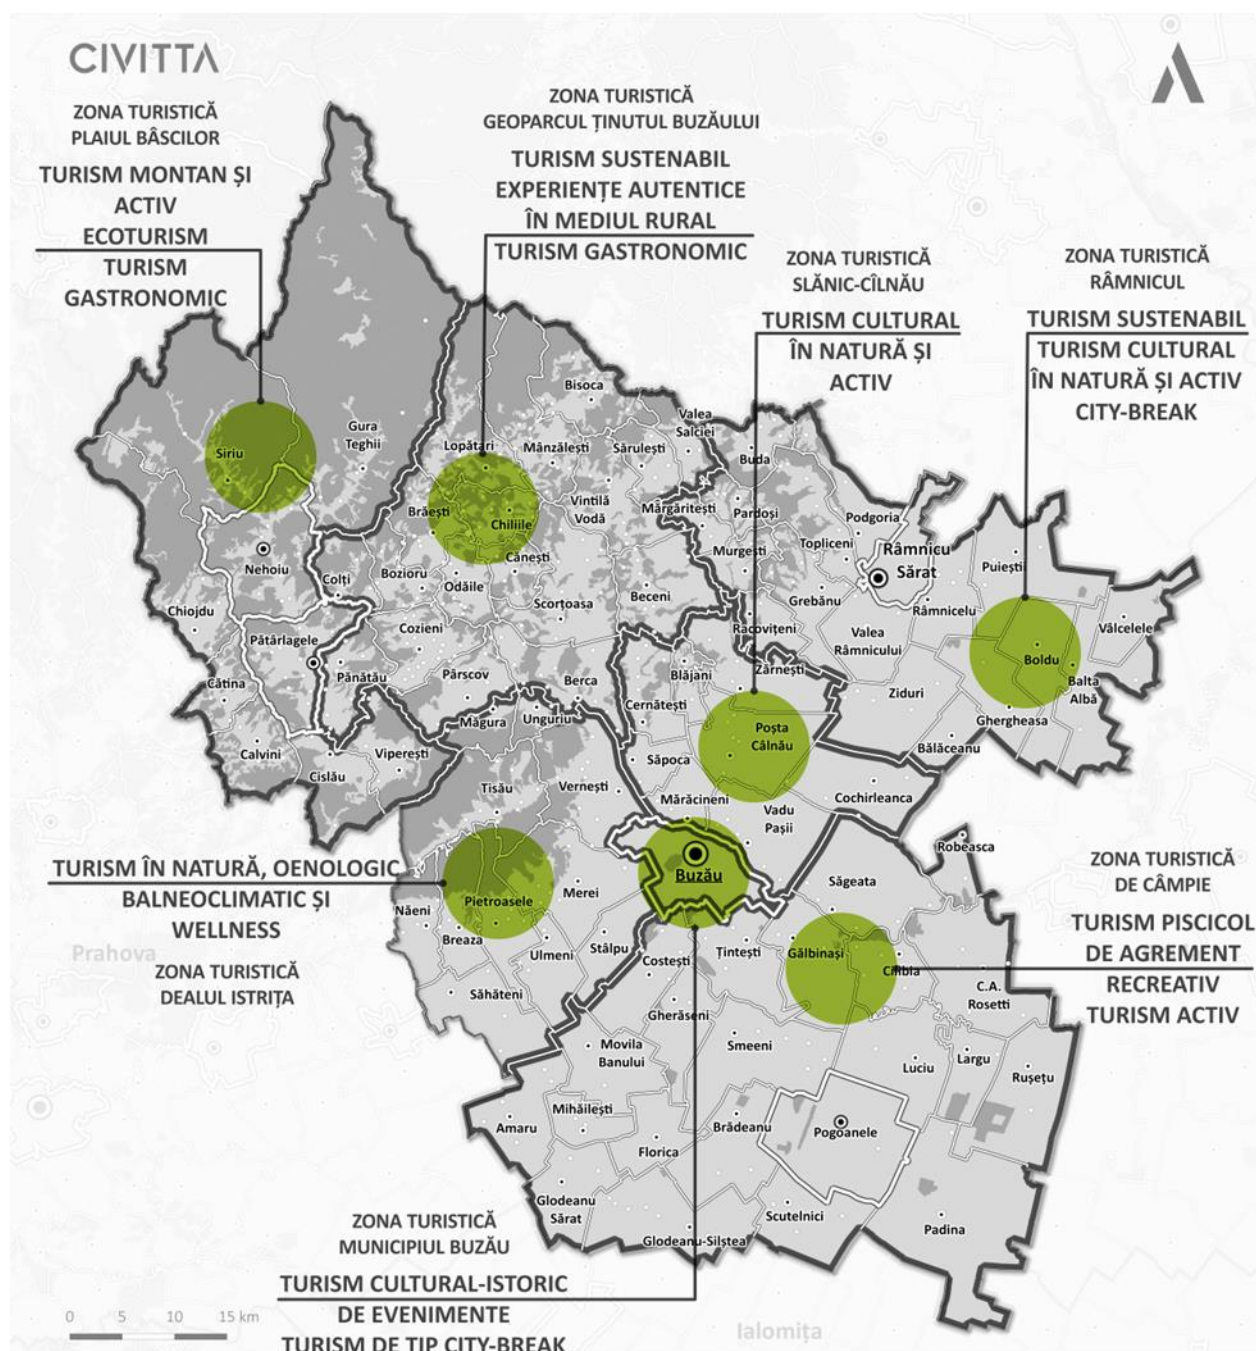 CIVITTA
ZONA TURISTICĂ
PLAIUL BÂSCILOR
TURISM MONTAN ȘI
ACTIV
ECOTURISM
TURISM
GASTRONOMIC
ZONA TURISTICĂ
GEOPARCUL ȚINUTUL BUZĂULUI
TURISM SUSTENABIL
EXPERIENȚE AUTENTICE
ÎN MEDIUL RURAL
TURISM GASTRONOMIC
ZONA TURISTICĂ
SLĂNIC-CÎLNĂU
TURISM CULTURAL
ÎN NATURĂ ȘI
ACTIV
ZONA TURISTICĂ
RÂMNICUL
TURISM SUSTENABIL
TURISM CULTURAL
ÎN NATURĂ ȘI ACTIV
CITY-BREAK
Bisoca
Gura
Teghii
Valea
Salciei
Lopătari
Mânzălești
Sărulești
Siriu
Buda
Vintilă
Vodă
Mărgăritești
Brăești
Chiliile
Pardoși
Podgoria
Topliceni
Râmnicu
Sărat
Puiești
Murgești
Cănești
Nehoiu
Bozioru
Colți
Odăile
Beceni
Scorțoasa
Grebănu
Râmnicelu
Chiojdu
Cozieni
Racovițeni
Valea
Râmnicului
Vâlcelele
Pătârlagele
Boldu
Zărnești
Blăjani
Balta
Albă
Pănătău
Pârscov
Berca
Cătina
Ziduri
Cernătești
Ghergheasa
Măgura
Unguriu
Poșta
Câlnău
Bălăceanu
Calvini
Viperești
Săpoca
Cislău
Tisău
Vernești
Mărăcineni
Cochirleanca
Vadu
Pașii
Robeasca
TURISM ÎN NATURĂ, OENOLOGIC
BALNEOCLIMATIC ȘI
WELLNESS
ZONA TURISTICĂ
DEALUL ISTRIȚA
Buzău
Merei
Săgeata
Pietroasele
Năeni
Breaza
Ulmeni
Stâlpu
Costești
Țintești
Gălbinași
Cilibia
ZONA TURISTICĂ
DE CÂMPIE
TURISM PISCICOL
DE AGREMENT
RECREATIV
TURISM ACTIV
Prahova
C.A.
Rosetti
Săhăteni
Gherăseni
Movila
Banului
Smeeni
Luciu
Largu
Rușețu
Mihăilești
Amaru
Brădeanu
Pogoanele
Florica
Glodeanu
Sărat
Scutelnici
Padina
Glodeanu-Siliștea
ZONA TURISTICĂ
MUNICIPIUL BUZĂU
TURISM CULTURAL-ISTORIC
DE EVENIMENTE
TURISM DE TIP CITY-BREAK
0 5 10 15 km
Ialomița